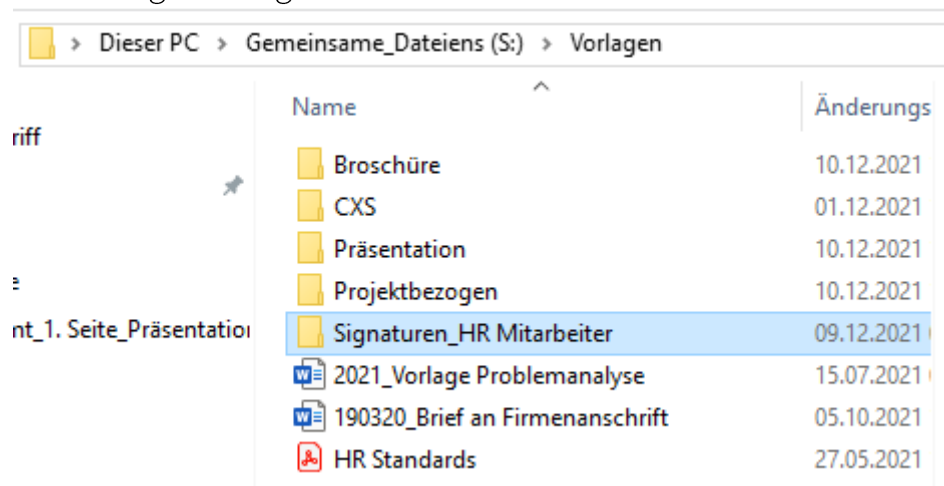 Dieser PC > Gemeinsame_Dateiens (S:) > Vorlagen
Name Änderungs
riff
Broschüre 10.12.2021
CXS 01.12.2021
Präsentation 10.12.2021
e
Projektbezogen 10.12.2021
nt_1. Seite_Präsentation
Signaturen_HR Mitarbeiter 09.12.2021
2021_Vorlage Problemanalyse 15.07.2021
190320_Brief an Firmenanschrift 05.10.2021
HR Standards 27.05.2021